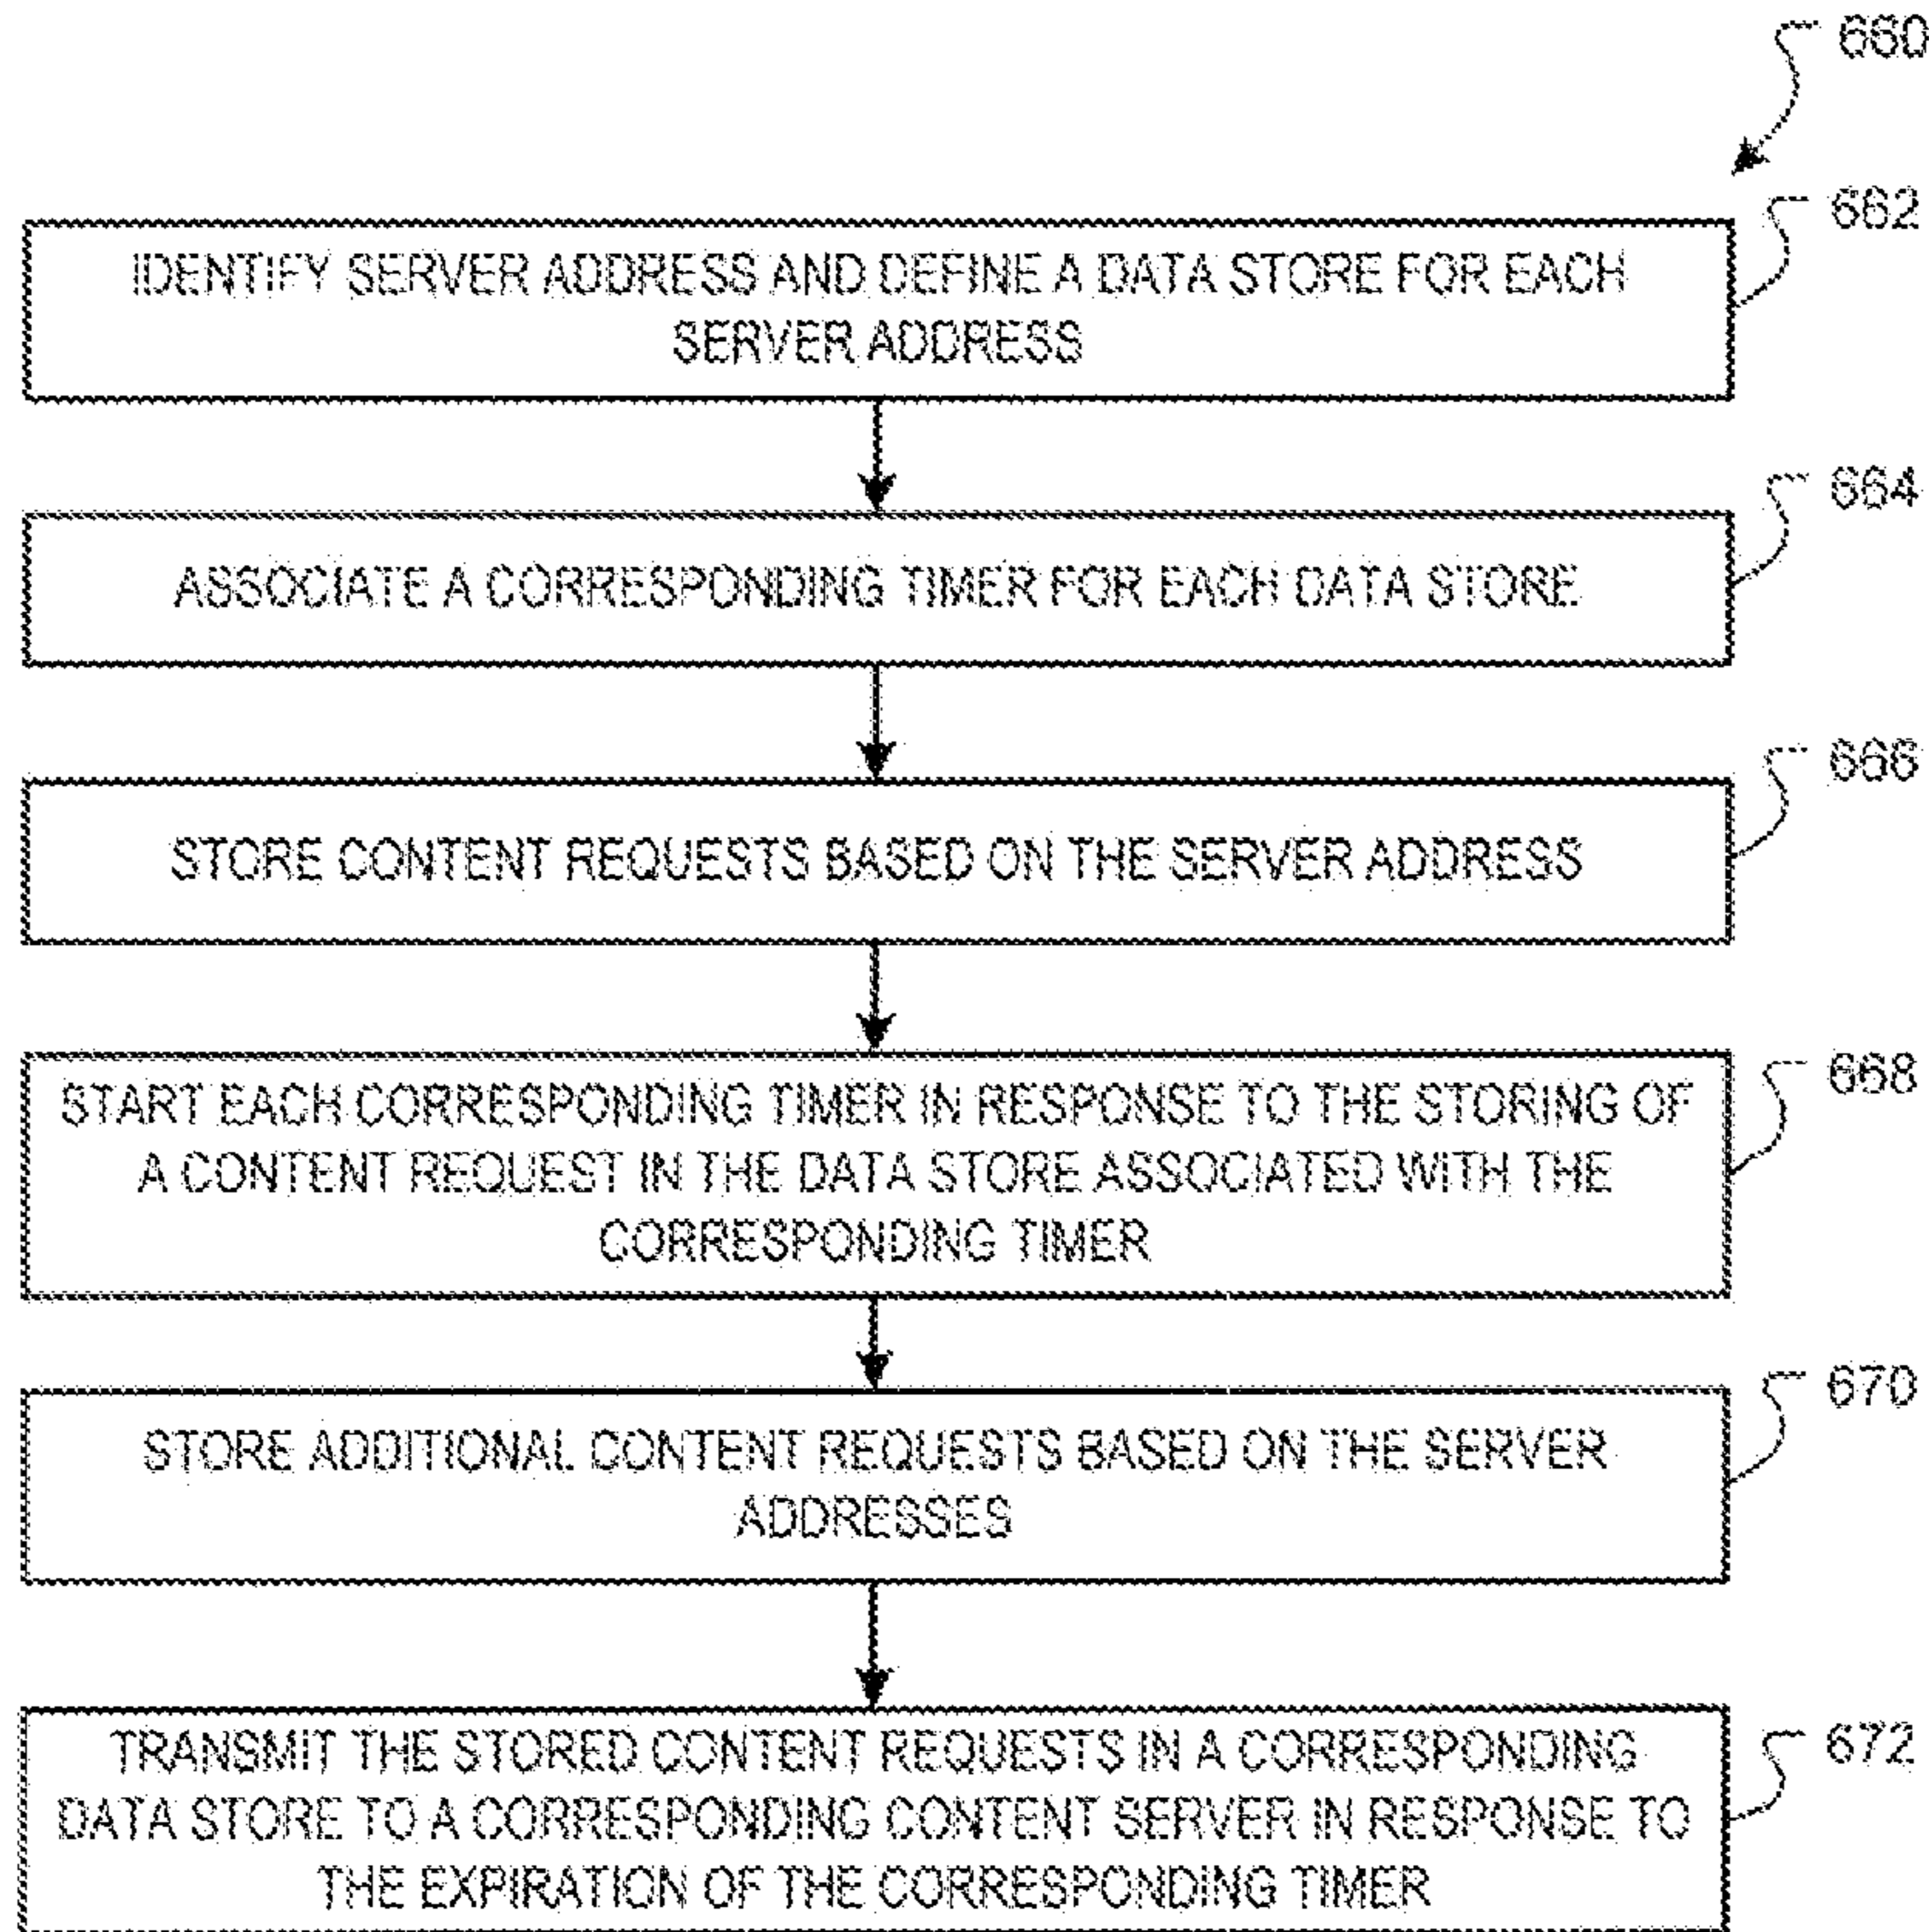 660
662
IDENTIFY SERVER ADDRESS AND DEFINE A DATA STORE FOR EACH
SERVER ADDRESS
664
ASSOCIATE A CORRESPONDING TIMER FOR EACH DATA STORE
666
STORE CONTENT REQUESTS BASED ON THE SERVER ADDRESS
668
START EACH CORRESPONDING TIMER IN RESPONSE TO THE STORING OF
A CONTENT REQUEST IN THE DATA STORE ASSOCIATED WITH THE
CORRESPONDING TIMER
670
STORE ADDITIONAL CONTENT REQUESTS BASED ON THE SERVER
ADDRESSES
672
TRANSMIT THE STORED CONTENT REQUESTS IN A CORRESPONDING
DATA STORE TO A CORRESPONDING CONTENT SERVER IN RESPONSE TO
THE EXPIRATION OF THE CORRESPONDING TIMER